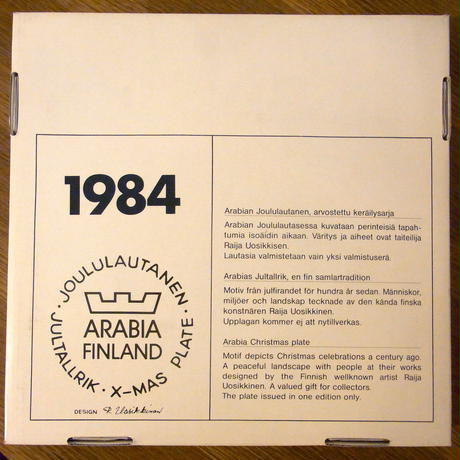 1984
JOULULAUTANEN · X-MAS PLATE · JULTALLRIK ·
ARABIA
FINLAND
DESIGN R. Uosikkinen
Arabian Joululautanen, arvostettu keräilysarja
Arabian Joululautasessa kuvataan perinteisiä tapah-
tumia isoäidin aikaan. Väritys ja aiheet ovat taiteilija
Raija Uosikkisen.
Lautasia valmistetaan vain yksi valmistuserä.
Arabias Jultallrik, en fin samlartradition
Motiv från julfirandet för hundra år sedan. Människor,
miljöer och landskap tecknade av den kända finska
konstnären Raija Uosikkinen.
Upplagan kommer ej att nytillverkas.
Arabia Christmas plate
Motif depicts Christmas celebrations a century ago.
A peaceful landscape with people at their works
designed by the Finnish wellknown artist Raija
Uosikkinen. A valued gift for collectors.
The plate issued in one edition only.